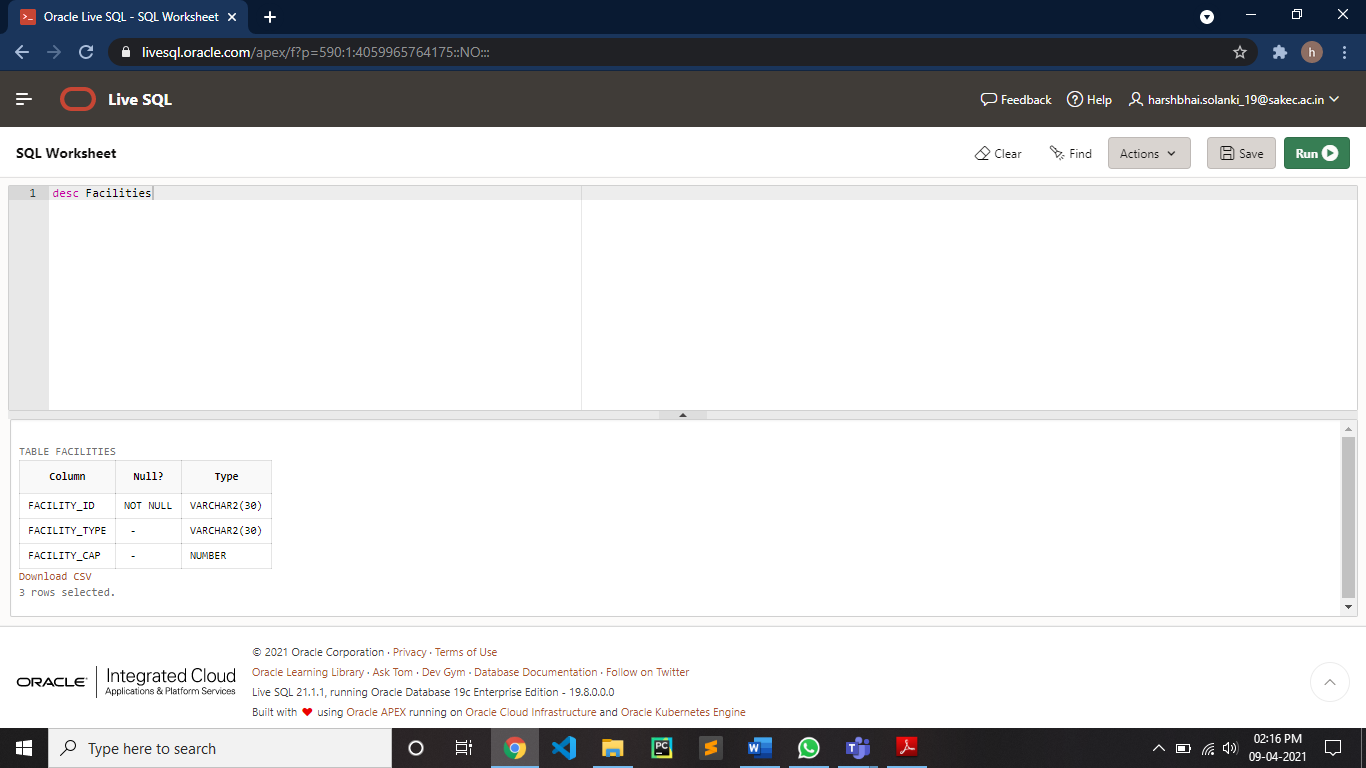 Oracle Live SQL - SQL Worksheet
livesql.oracle.com/apex/f?p=590:1:4059965764175::NO:::
h
Live SQL
Feedback
Help
harshbhai.solanki_19@sakec.ac.in
SQL Worksheet
Clear
Find
Actions
Save
Run
1 desc Facilities
TABLE FACILITIES
Column Null? Type
FACILITY_ID NOT NULL VARCHAR2(30)
FACILITY_TYPE - VARCHAR2(30)
FACILITY_CAP - NUMBER
Download CSV
3 rows selected.
ORACLE
Integrated Cloud
Applications & Platform Services
© 2021 Oracle Corporation · Privacy · Terms of Use
Oracle Learning Library · Ask Tom · Dev Gym · Database Documentation · Follow on Twitter
Live SQL 21.1.1, running Oracle Database 19c Enterprise Edition - 19.8.0.0.0
Built with ❤ using Oracle APEX running on Oracle Cloud Infrastructure and Oracle Kubernetes Engine
Type here to search
PC
W
T
02:16 PM
09-04-2021